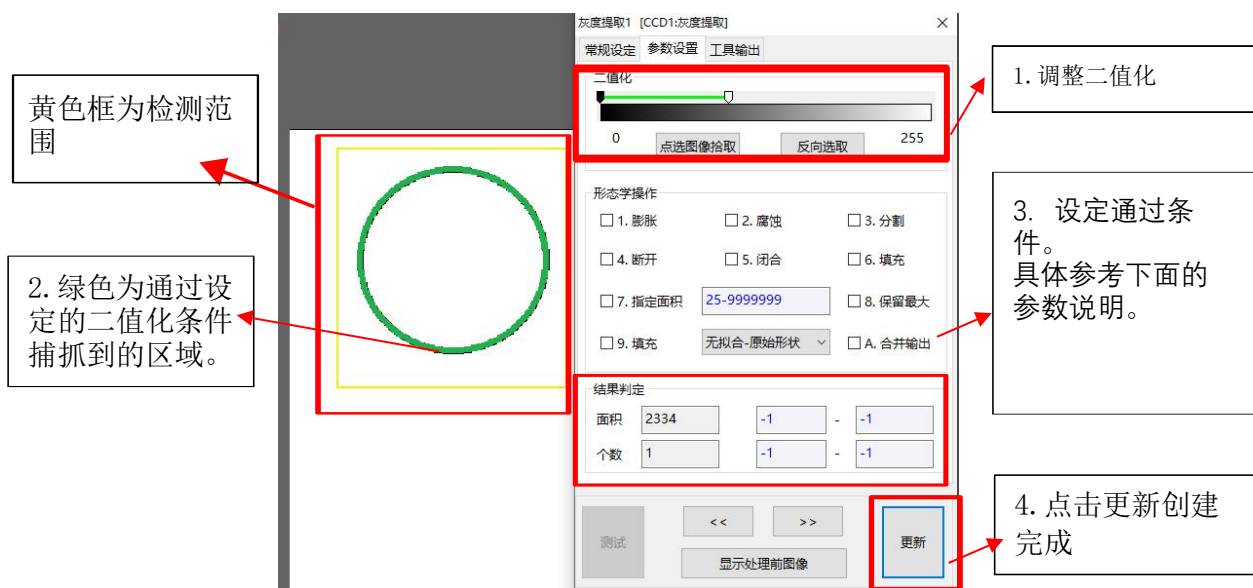 黄色框为检测范
围
2.绿色为通过设
定的二值化条件
捕抓到的区域。
灰度提取1 [CCD1:灰度提取]
常规设定 参数设置 工具输出
二值化
0 点选图像拾取 反向选取 255
形态学操作
1. 膨胀 2. 腐蚀 3. 分割
4. 断开 5. 闭合 6. 填充
7. 指定面积 25-9999999 8. 保留最大
9. 填充 无拟合-原始形状 A. 合并输出
结果判定
面积 2334 -1 - -1
个数 1 -1 - -1
测试 << >> 更新
显示处理前图像
1.调整二值化
3. 设定通过条
件。
具体参考下面的
参数说明。
4.点击更新创建
完成